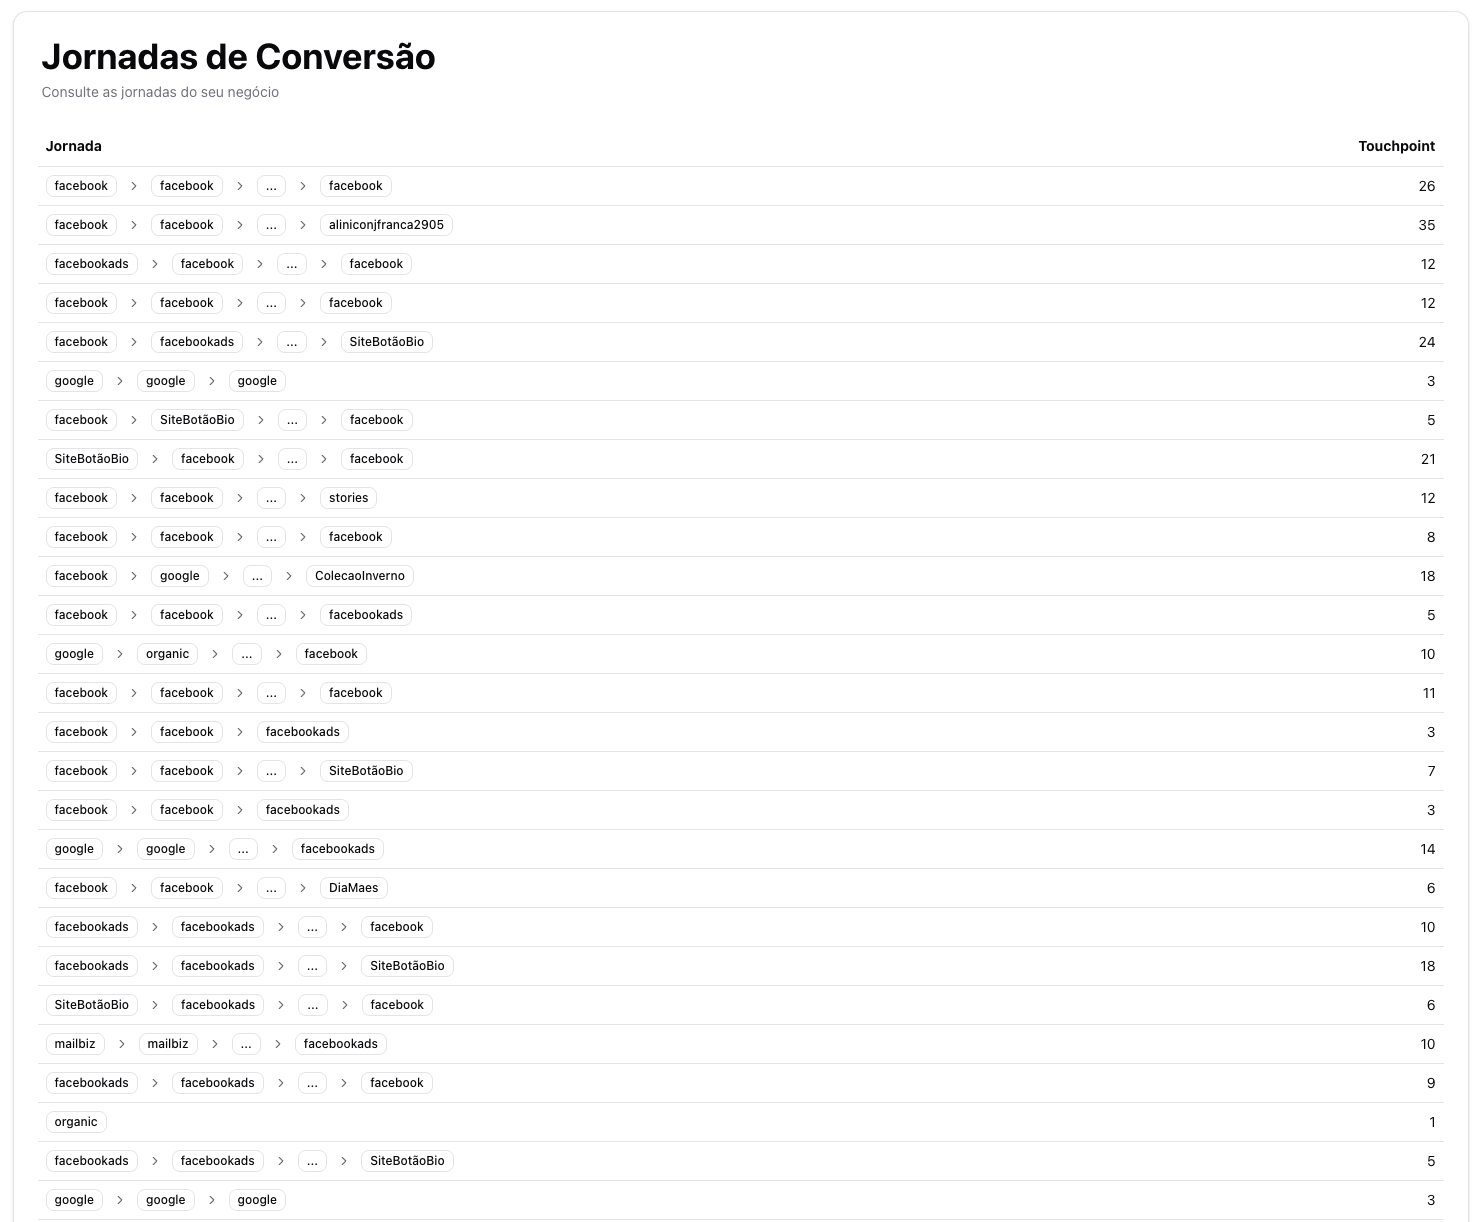 Jornadas de Conversão
Consulte as jornadas do seu negócio
Jornada Touchpoint
facebook > facebook > ... > facebook 26
facebook > facebook > ... > aliniconjfranca2905 35
facebookads > facebook > ... > facebook 12
facebook > facebook > ... > facebook 12
facebook > facebookads > ... > SiteBotãoBio 24
google > google > google 3
facebook > SiteBotãoBio > ... > facebook 5
SiteBotãoBio > facebook > ... > facebook 21
facebook > facebook > ... > stories 12
facebook > facebook > ... > facebook 8
facebook > google > ... > ColecaoInverno 18
facebook > facebook > ... > facebookads 5
google > organic > ... > facebook 10
facebook > facebook > ... > facebook 11
facebook > facebook > facebookads 3
facebook > facebook > ... > SiteBotãoBio 7
facebook > facebook > facebookads 3
google > google > ... > facebookads 14
facebook > facebook > ... > DiaMaes 6
facebookads > facebookads > ... > facebook 10
facebookads > facebookads > ... > SiteBotãoBio 18
SiteBotãoBio > facebookads > ... > facebook 6
mailbiz > mailbiz > ... > facebookads 10
facebookads > facebookads > ... > facebook 9
organic 1
facebookads > facebookads > ... > SiteBotãoBio 5
google > google > google 3